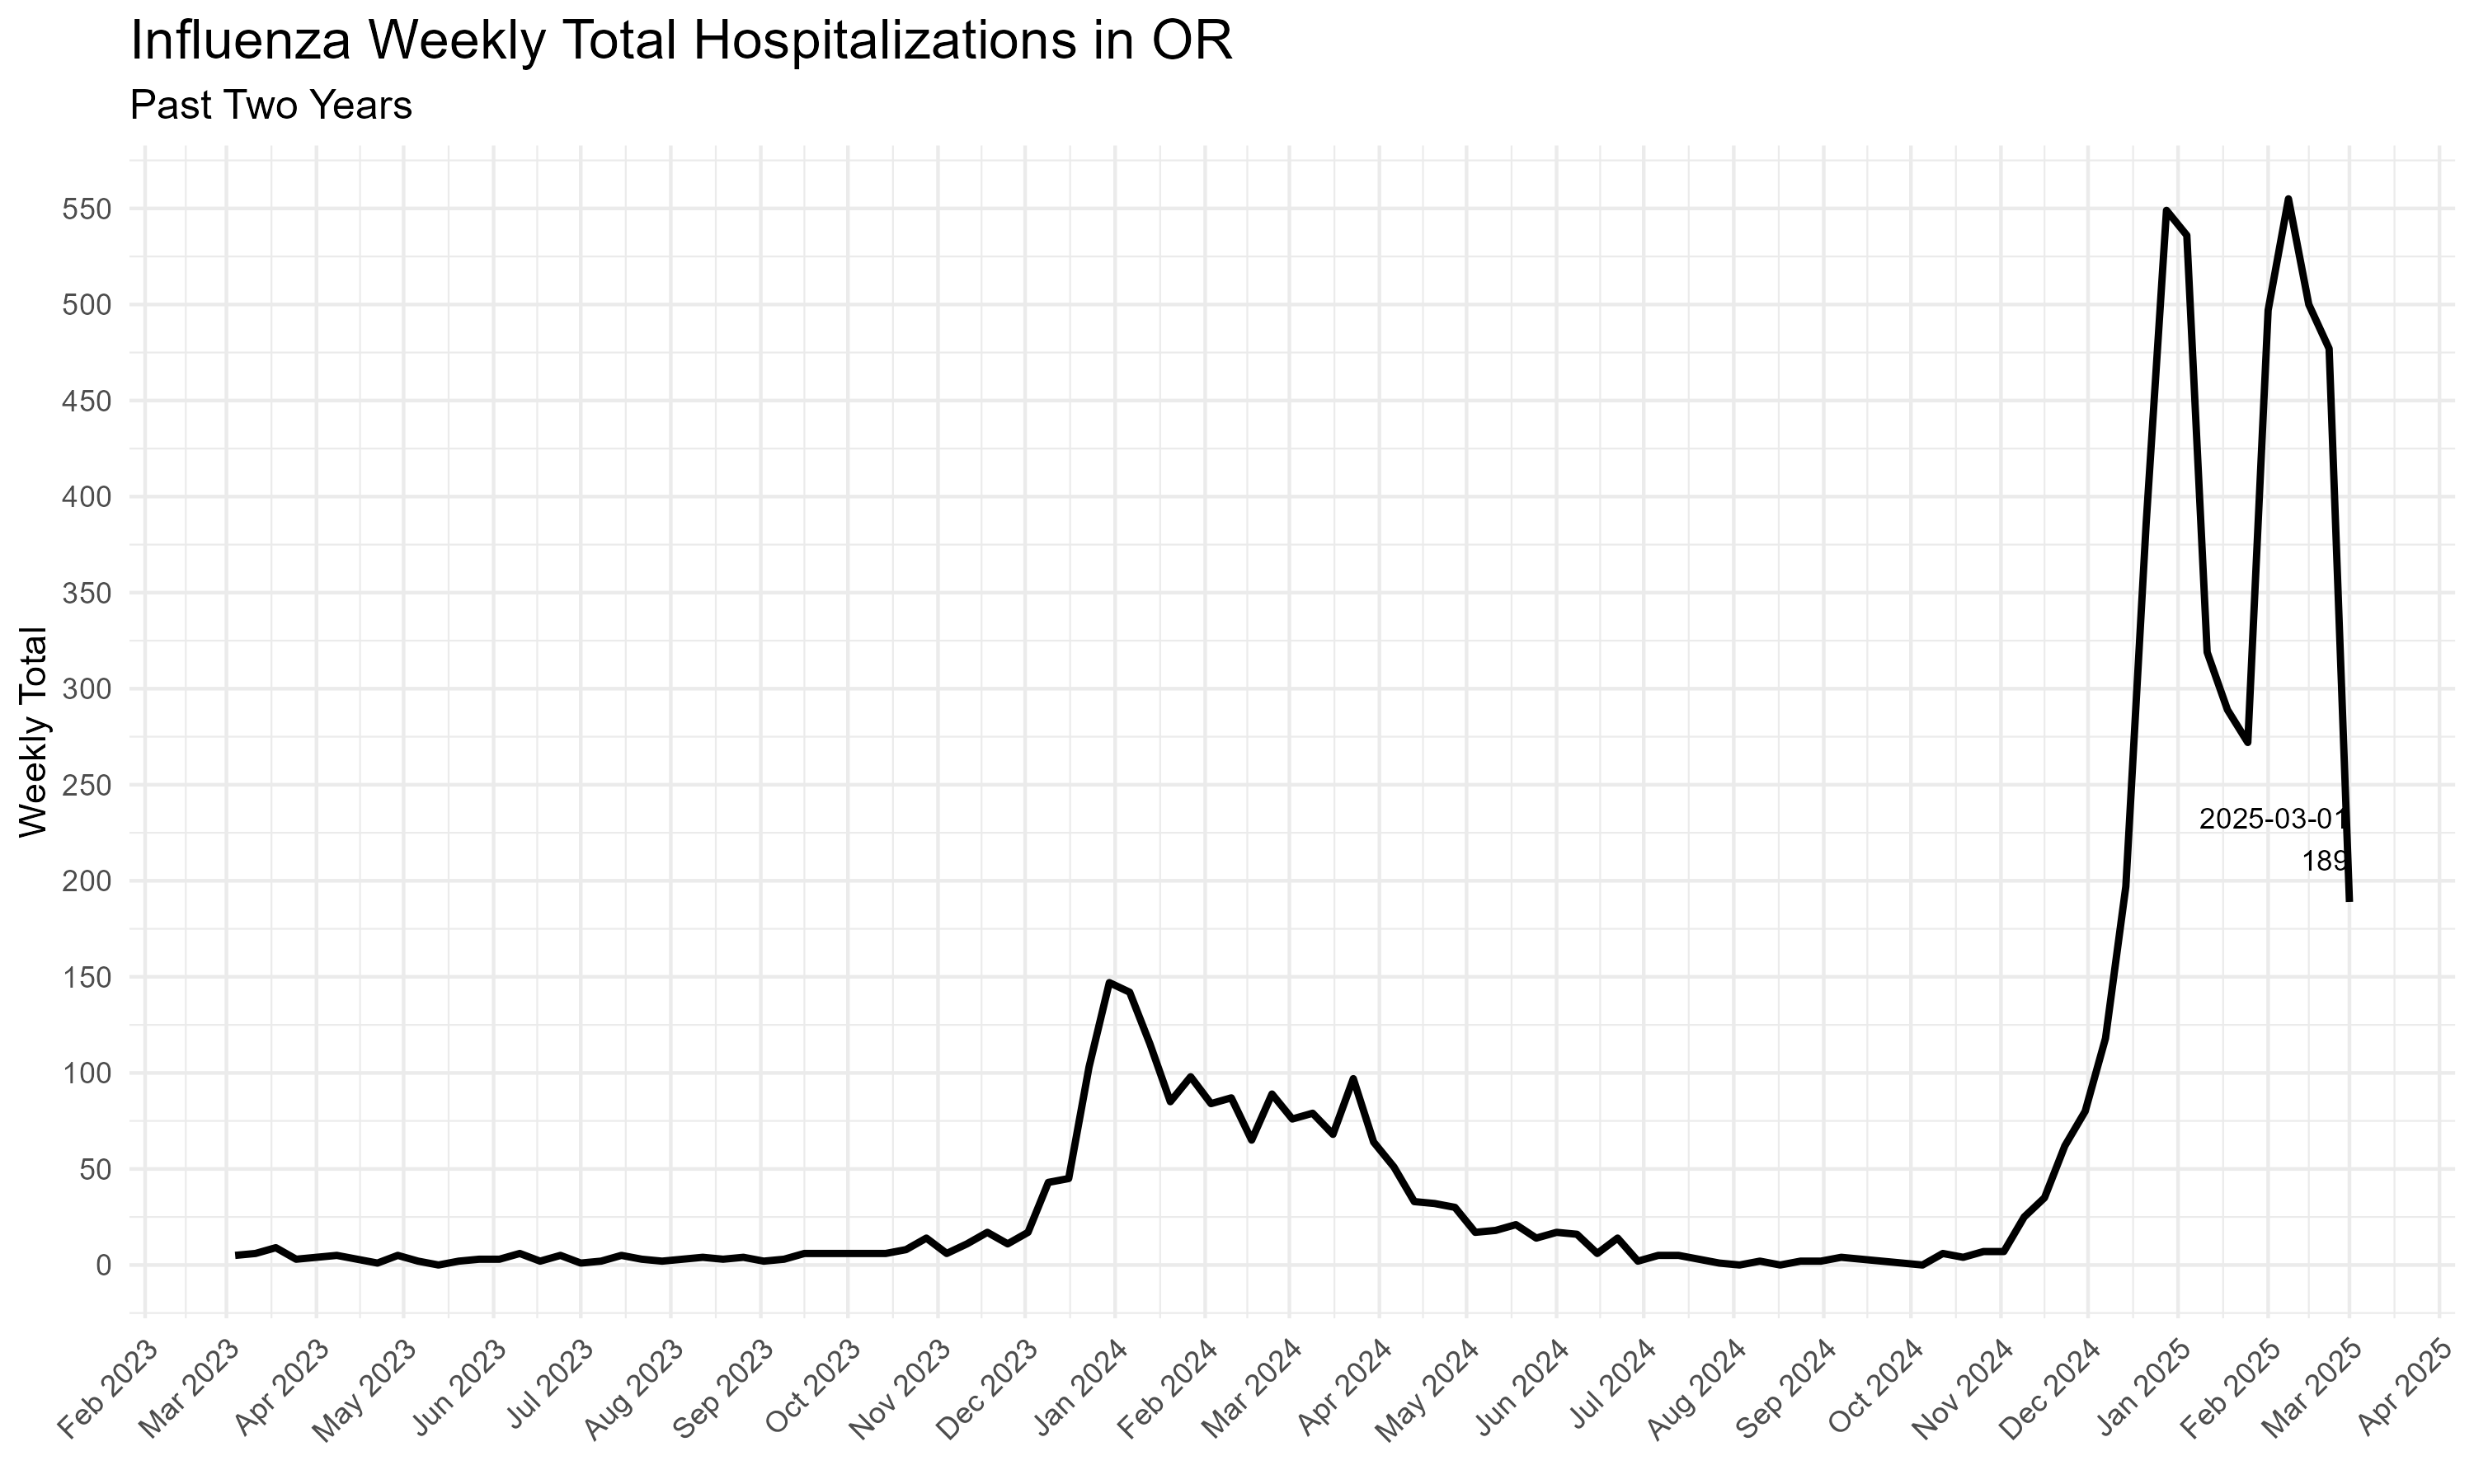 Influenza Weekly Total Hospitalizations in OR
Past Two Years
Weekly Total
550
500
450
400
350
300
250
200
150
100
50
0
2025-03-01
189
Feb 2023
Mar 2023
Apr 2023
May 2023
Jun 2023
Jul 2023
Aug 2023
Sep 2023
Oct 2023
Nov 2023
Dec 2023
Jan 2024
Feb 2024
Mar 2024
Apr 2024
May 2024
Jun 2024
Jul 2024
Aug 2024
Sep 2024
Oct 2024
Nov 2024
Dec 2024
Jan 2025
Feb 2025
Mar 2025
Apr 2025